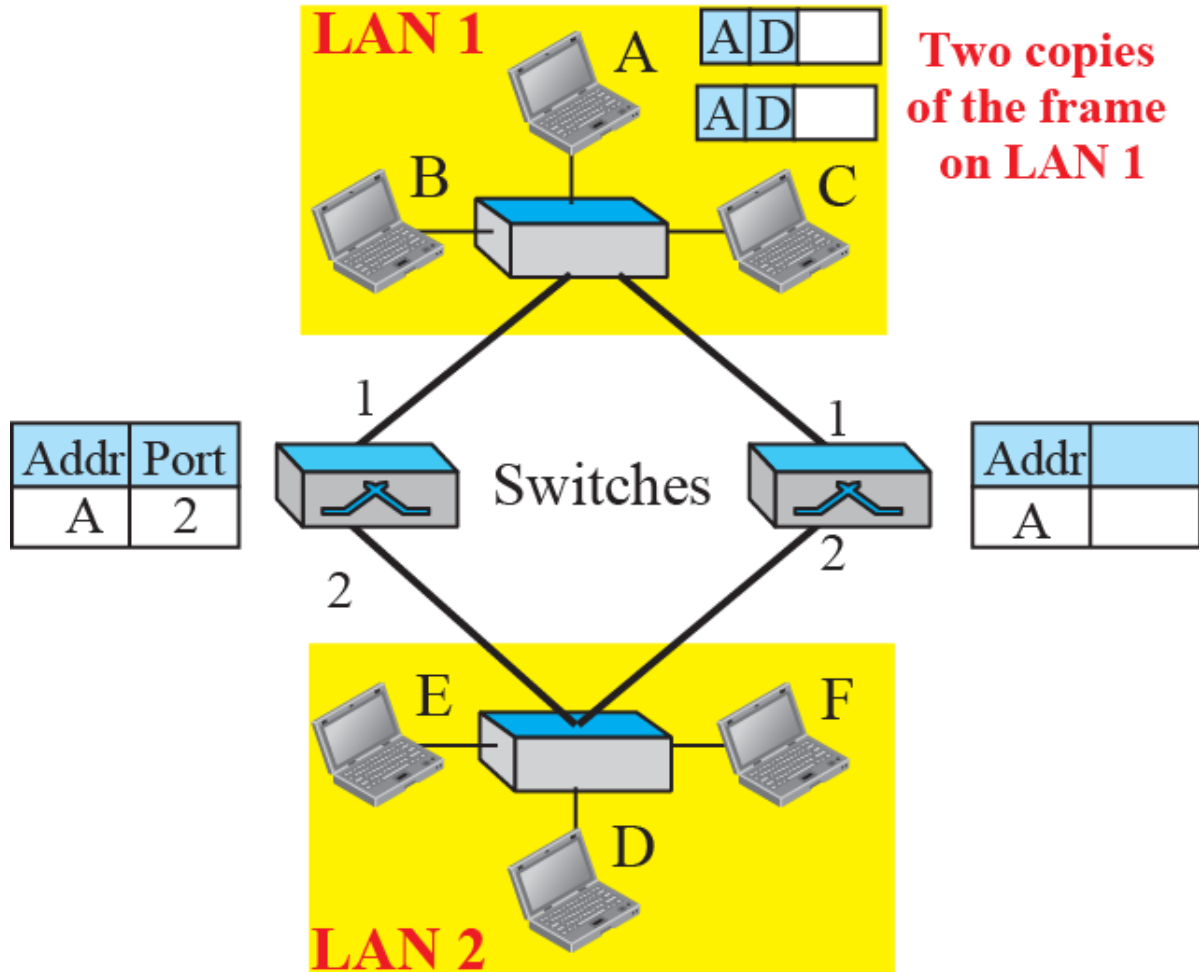 LAN 1
A
A D
A D
Two copies
of the frame
on LAN 1
B
C
1
1
Addr Port
A 2
Switches
Addr
A
2
2
E
F
D
LAN 2